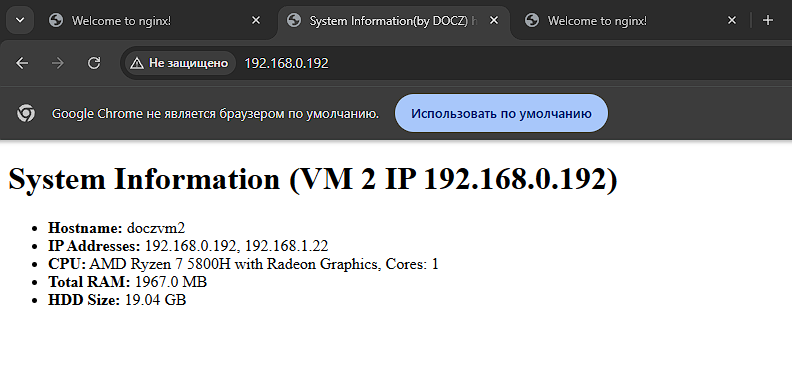 Welcome to nginx!
System Information(by DOCZ)
Welcome to nginx!
Не защищено 192.168.0.192
Google Chrome не является браузером по умолчанию. Использовать по умолчанию
System Information (VM 2 IP 192.168.0.192)
Hostname: doczvm2
IP Addresses: 192.168.0.192, 192.168.1.22
CPU: AMD Ryzen 7 5800H with Radeon Graphics, Cores: 1
Total RAM: 1967.0 MB
HDD Size: 19.04 GB